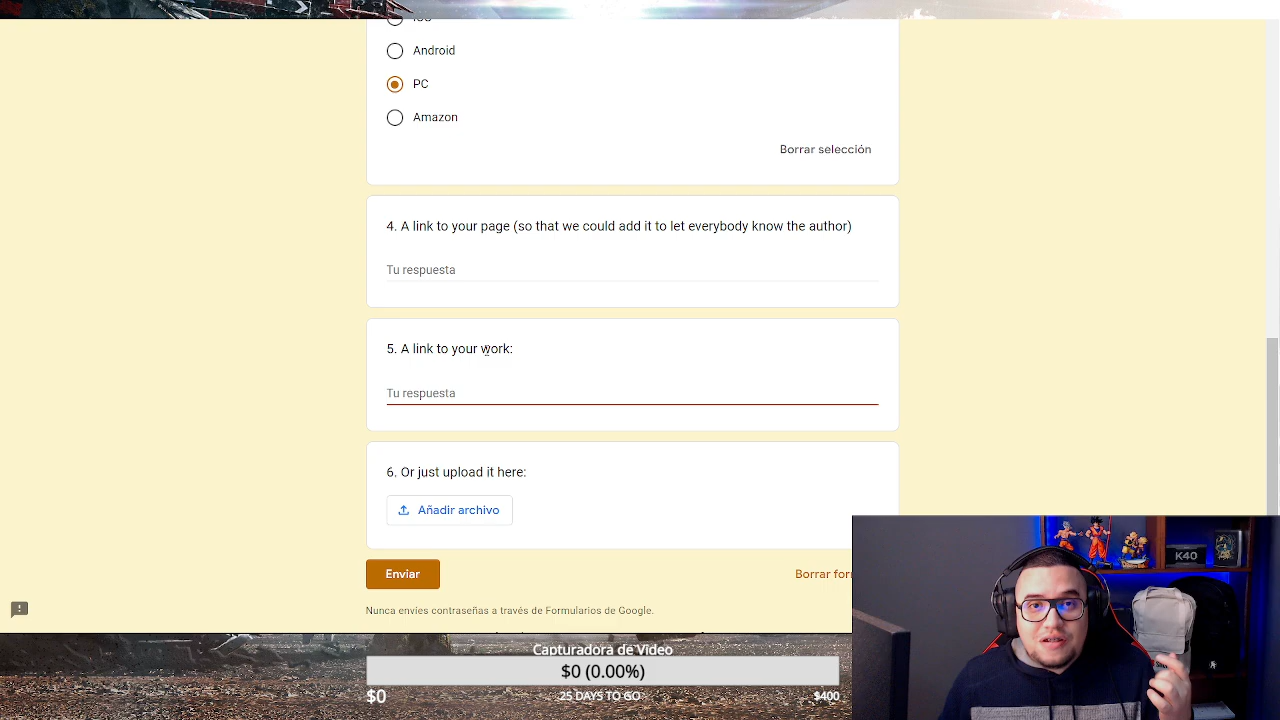 Android
PC
Amazon
Borrar selección
4. A link to your page (so that we could add it to let everybody know the author)
Tu respuesta
5. A link to your work:
Tu respuesta
6. Or just upload it here:
Añadir archivo
Enviar
Borrar for
Nunca envíes contraseñas a través de Formularios de Google.
K40
Capturadora de Video
$0 (0.00%)
$0
25 DAYS TO GO
$400